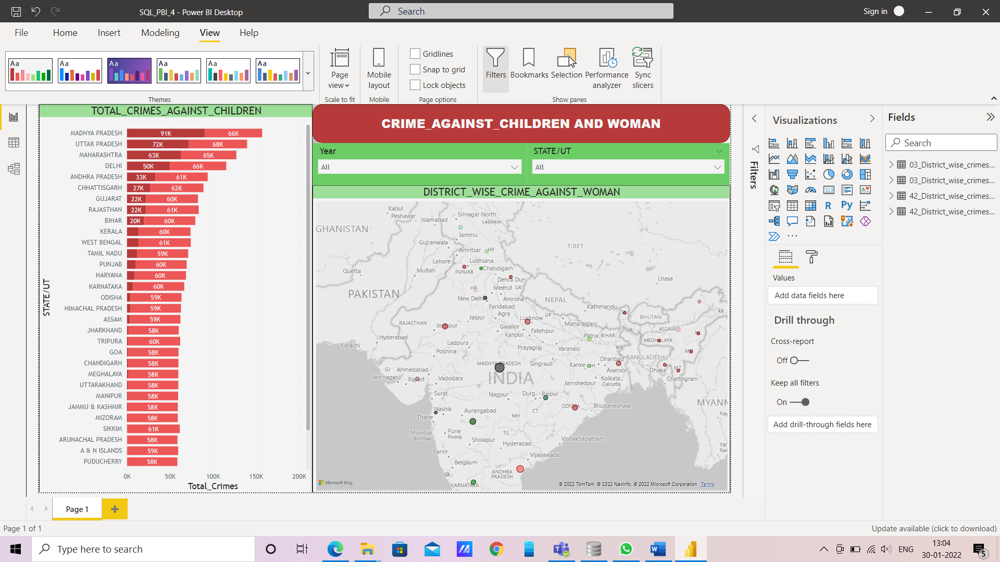 SQL_PBI_4 - Power BI Desktop
Search
Sign in
File
Home
Insert
Modeling
View
Help
Aa
Aa
Aa
Aa
Aa
Aa
Themes
Page view
Scale to fit
Mobile layout
Mobile
Gridlines
Snap to grid
Lock objects
Page options
Filters
Bookmarks
Selection
Performance analyzer
Sync slicers
Show panes
TOTAL_CRIMES_AGAINST_CHILDREN
STATE/UT
MADHYA PRADESH 91K 66K
UTTAR PRADESH 72K 68K
MAHARASHTRA 63K 65K
DELHI 50K 66K
ANDHRA PRADESH 33K 61K
CHHATTISGARH 27K 62K
GUJARAT 22K 60K
RAJASTHAN 22K 61K
BIHAR 20K 60K
KERALA 60K
WEST BENGAL 61K
TAMIL NADU 59K
PUNJAB 60K
HARYANA 60K
KARNATAKA 60K
ODISHA 59K
HIMACHAL PRADESH 59K
ASSAM 59K
JHARKHAND 58K
TRIPURA 60K
GOA 58K
CHANDIGARH 58K
MEGHALAYA 58K
UTTARAKHAND 58K
MANIPUR 58K
JAMMU & KASHMIR 58K
MIZORAM 58K
SIKKIM 61K
ARUNACHAL PRADESH 58K
A & N ISLANDS 59K
PUDUCHERRY 58K
0K 50K 100K 150K 200K
Total_Crimes
CRIME_AGAINST_CHILDREN AND WOMAN
Year
All
STATE/UT
All
DISTRICT_WISE_CRIME_AGAINST_WOMAN
Kabul
Peshawar
Islamabad
Srinagar North
LADAKH
GHANISTAN
Jammu
Gujranwala
TIBET
Amritsar
HP
Lahore
Ludhiana
Quetta
Multan
PUNJAB
Chandigarh
Lhasa
Dehra Dun
PAKISTAN
HR
Meerut
UK
New Delhi
Amroha
NEPAL
Faridabad
Kathmandu
Agra
BHUTAN
AR
Jaipur
Lucknow
UP
RAJASTHAN
Jodhpur
Gwalior
Maharajganj
ASSAM
Kanpur
Fatehpur
Patna
BIHAR
Hyderabad
MEGHALAYA
Karachi
Ladpura
Prayagraj
Varanasi
WB
Poshina
MADHYA PRADESH
Singrauli
Dhanbad
BANGLADESH
GJ
Ahmedabad
Kanke
JH
Asansol
Dhaka
MZ
Jamnagar
Rajkot
Vadodara
INDIA
Kolkata
Calcutta
Chattogram
Jamshedpur
Surat
Nagpur
Durg
Raipur
MYANM
Nashik
Aurangabad
ODISHA
Bhubaneshwar
Thane
MH
CT
Nay
Mumbai
Bombay
Pune
Poona
TG
Sholapur
Hyderabad
Vishakhapatnam
Yan
Ran
Karvir
Vijayawada
Belgaum
GA
ANDHRA
PRADESH
KARNATAKA
Microsoft Bing
© 2022 TomTom, © 2022 NavInfo, © 2022 Microsoft Corporation Terms
Filters
Visualizations
123
R
Py
Values
Add data fields here
Drill through
Cross-report
Off
Keep all filters
On
Add drill-through fields here
Fields
Search
03_District_wise_crimes...
03_District_wise_crimes...
42_District_wise_crimes...
42_District_wise_crimes...
Page 1
Page 1 of 1
Update available (click to download)
Type here to search
ENG
13:04
30-01-2022
5